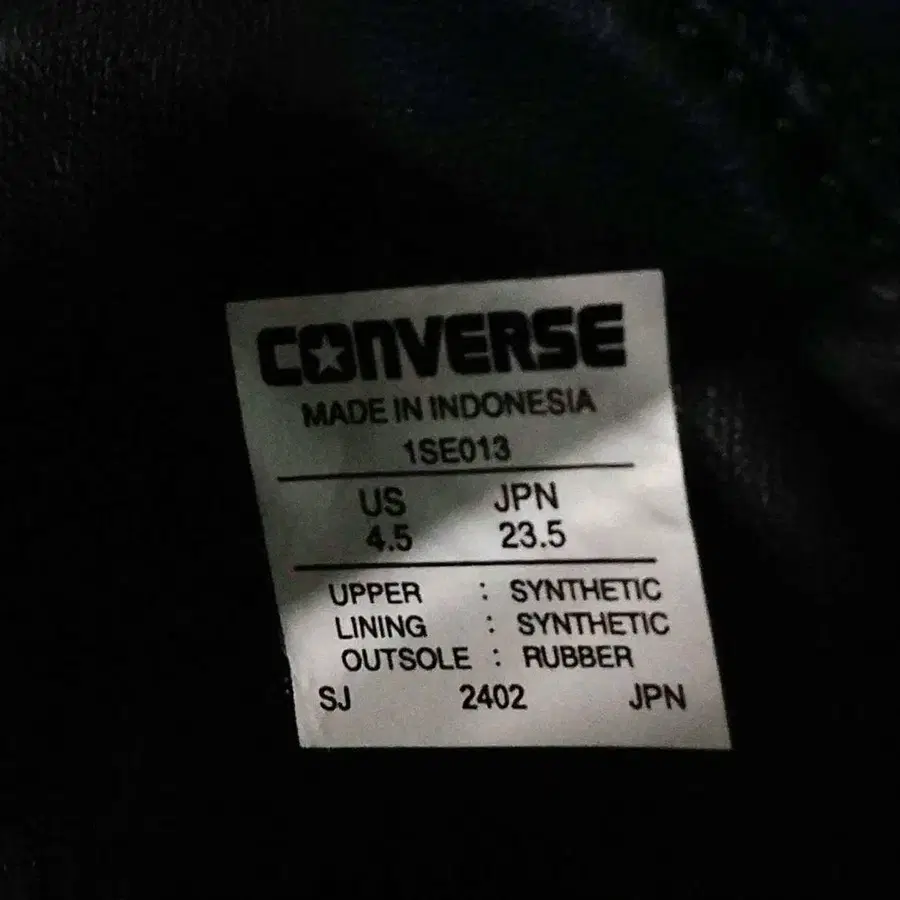 CONVERSE
MADE IN INDONESIA
1SE013
US JPN
4.5 23.5
UPPER : SYNTHETIC
LINING : SYNTHETIC
OUTSOLE : RUBBER
SJ 2402 JPN